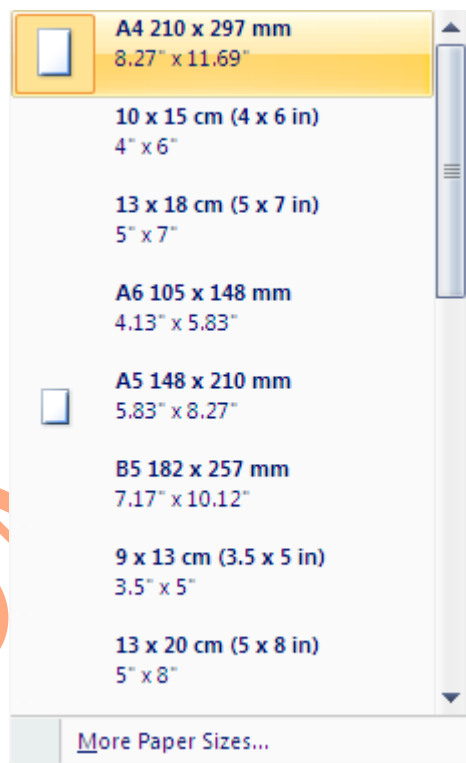 A4 210 x 297 mm
8.27" x 11.69"
10 x 15 cm (4 x 6 in)
4" x 6"
13 x 18 cm (5 x 7 in)
5" x 7"
A6 105 x 148 mm
4.13" x 5.83"
A5 148 x 210 mm
5.83" x 8.27"
B5 182 x 257 mm
7.17" x 10.12"
9 x 13 cm (3.5 x 5 in)
3.5" x 5"
13 x 20 cm (5 x 8 in)
5" x 8"
More Paper Sizes...